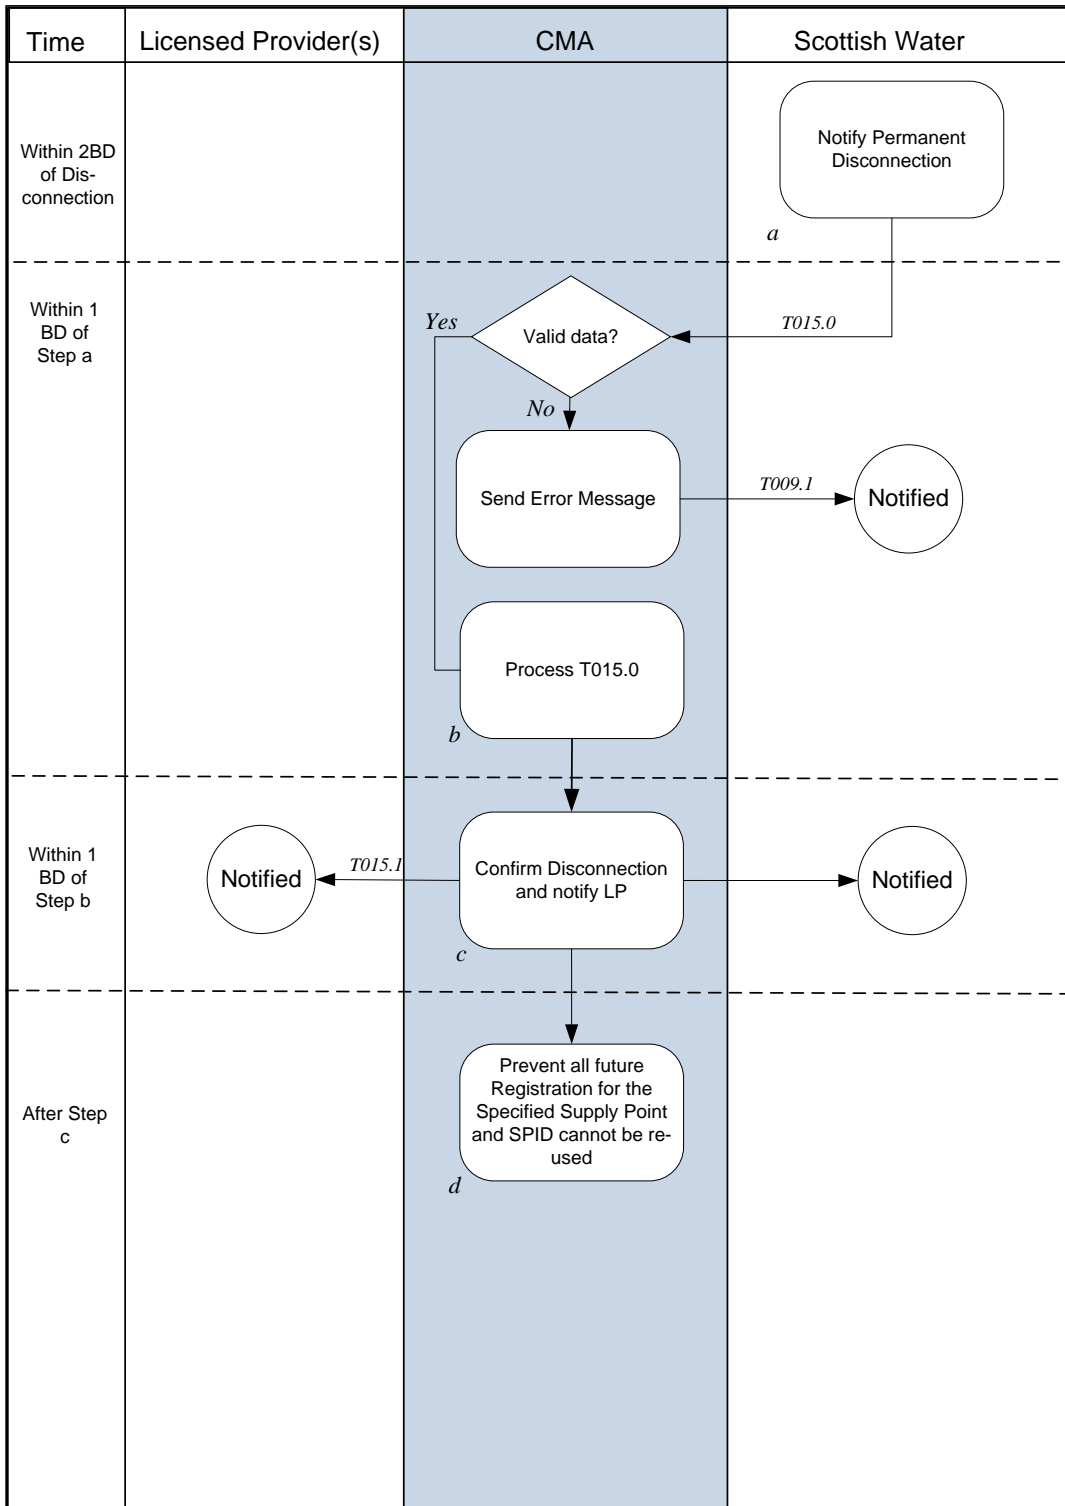 Time
Licensed Provider(s)
CMA
Scottish Water
Within 2BD
of Dis-
connection
Notify Permanent
Disconnection
a
Within 1
BD of
Step a
Yes
Valid data?
T015.0
No
Send Error Message
T009.1
Notified
Process T015.0
b
Within 1
BD of
Step b
Notified
T015.1
Confirm Disconnection
and notify LP
Notified
c
After Step
c
Prevent all future
Registration for the
Specified Supply Point
and SPID cannot be re-
used
d